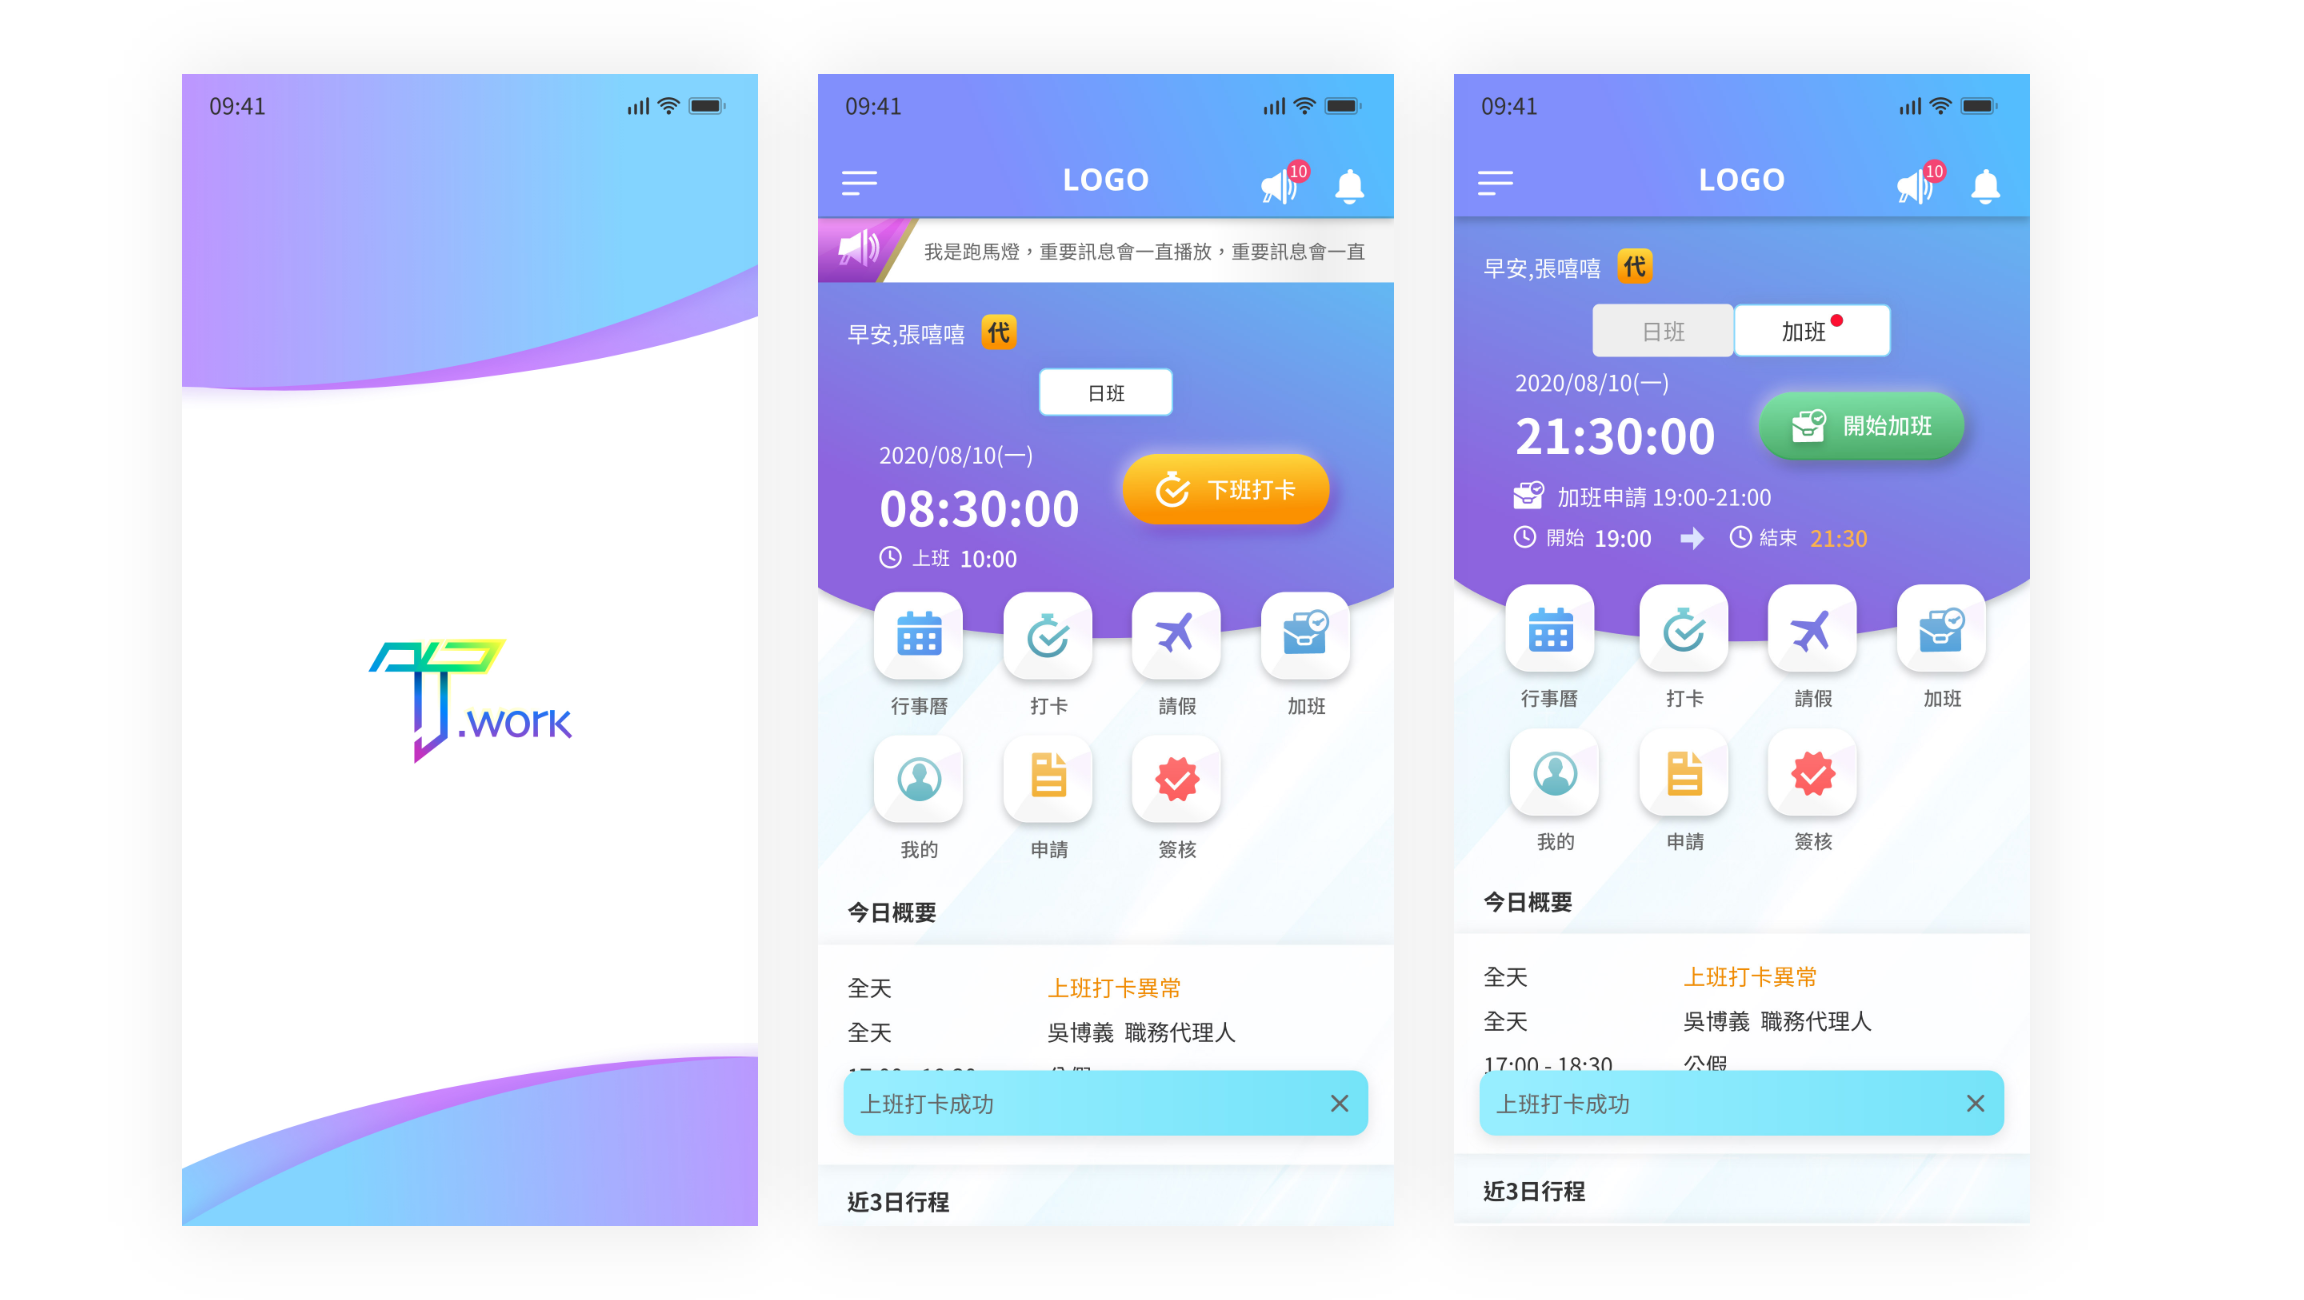 09:41
.work
09:41
LOGO
10
我是跑馬燈，重要訊息會一直播放，重要訊息會一直
早安,張嘻嘻 代
日班
2020/08/10(一)
08:30:00
下班打卡
上班 10:00
行事曆 打卡 請假 加班
我的 申請 簽核
今日概要
全天 上班打卡異常
全天 吳博義 職務代理人
17:00 - 18:30 公假
上班打卡成功
近3日行程
09:41
LOGO
10
早安,張嘻嘻 代
日班 加班
2020/08/10(一)
21:30:00
開始加班
加班申請 19:00-21:00
開始 19:00 結束 21:30
行事曆 打卡 請假 加班
我的 申請 簽核
今日概要
全天 上班打卡異常
全天 吳博義 職務代理人
17:00 - 18:30 公假
上班打卡成功
近3日行程